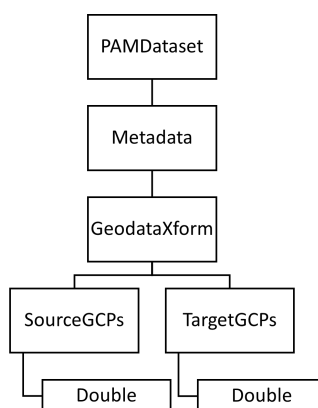 PAMDataset
Metadata
GeodataXform
SourceGCPs
TargetGCPs
Double
Double